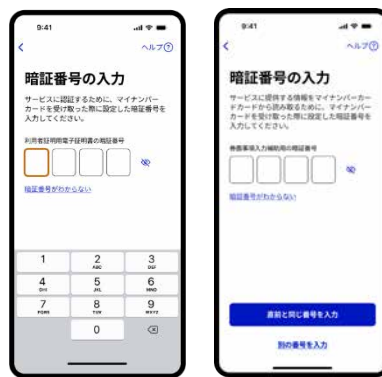 9:41
ヘルプ
暗証番号の入力
サービスに認証するために、マイナンバー
カードを受け取った際に設定した暗証番号を
入力してください。
利用者証明用電子証明書の暗証番号
暗証番号がわからない
1
2
ABC
3
DEF
4
GHI
5
JKL
6
MNO
7
PQRS
8
TUV
9
WXYZ
0
9:41
ヘルプ
暗証番号の入力
サービスに提供する情報をマイナンバーカー
ドカードから読み取るために、マイナンバー
カードを受け取った際に設定した暗証番号を
入力してください。
券面事項入力補助用の暗証番号
暗証番号がわからない
直前と同じ番号を入力
別の番号を入力